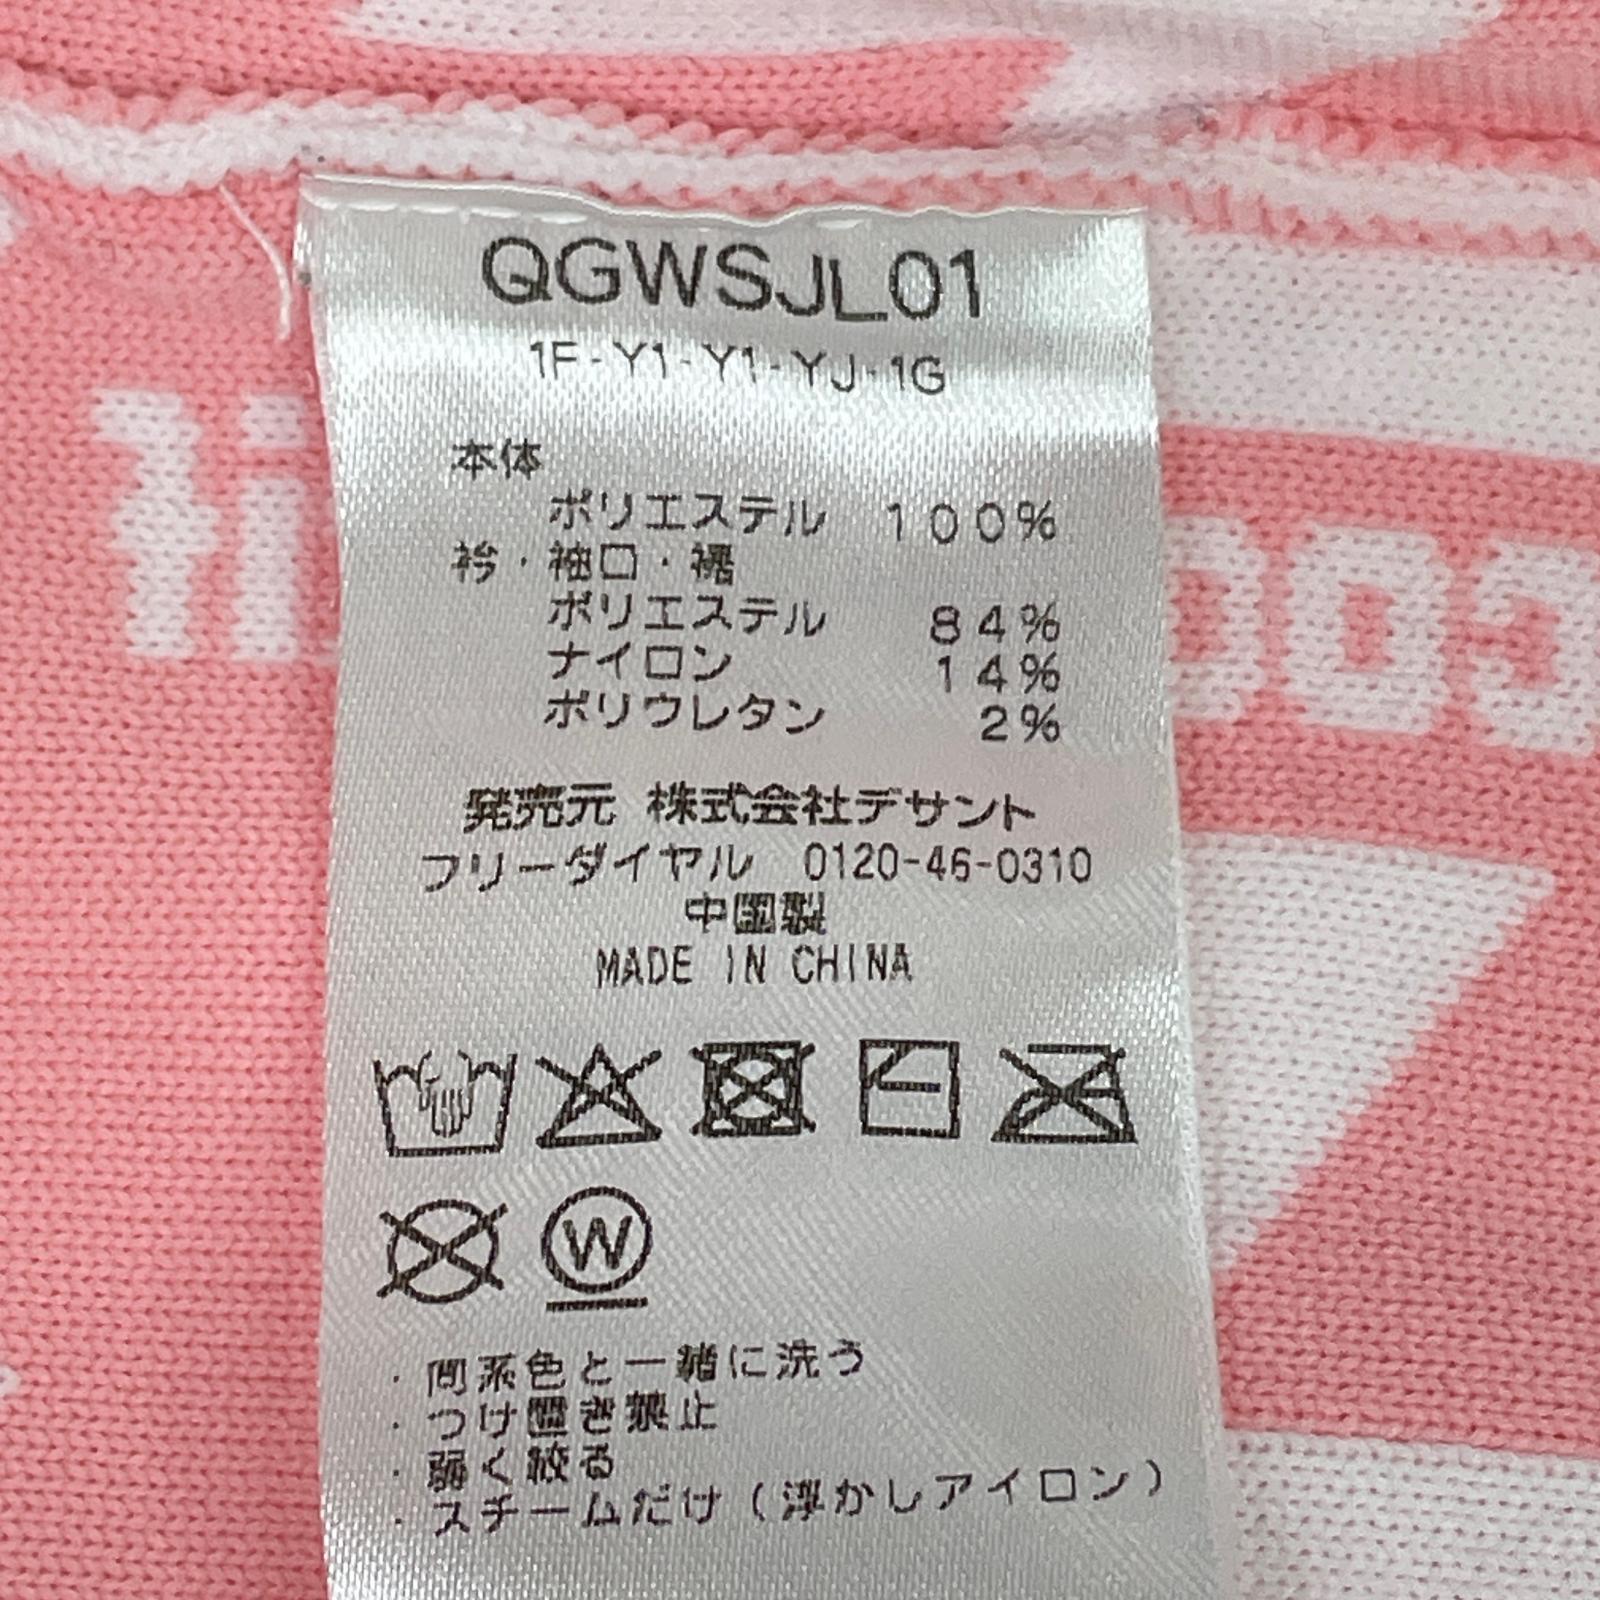 QGWSJL01
1F-Y1-Y1-YJ-1G
本体
ポリエステル 100%
衿・袖口・裾
ポリエステル 84%
ナイロン 14%
ポリウレタン 2%
発売元 株式会社デサント
フリーダイヤル 0120-46-0310
中国製
MADE IN CHINA
W
・同系色と一緒に洗う
・つけ置き禁止
・弱く絞る
・スチームだけ(浮かしアイロン)